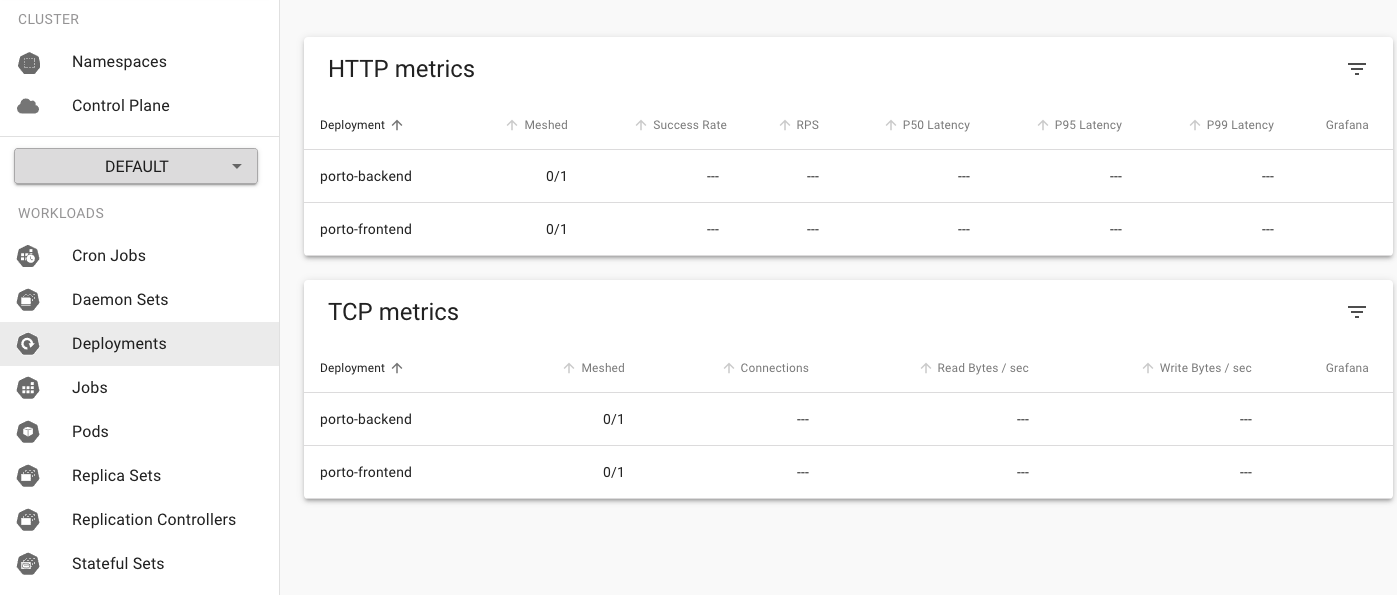 CLUSTER
Namespaces
Control Plane
DEFAULT
WORKLOADS
Cron Jobs
Daemon Sets
Deployments
Jobs
Pods
Replica Sets
Replication Controllers
Stateful Sets
HTTP metrics
Deployment Meshed Success Rate RPS P50 Latency P95 Latency P99 Latency Grafana
porto-backend 0/1 --- --- --- --- ---
porto-frontend 0/1 --- --- --- --- ---
TCP metrics
Deployment Meshed Connections Read Bytes / sec Write Bytes / sec Grafana
porto-backend 0/1 --- --- ---
porto-frontend 0/1 --- --- ---